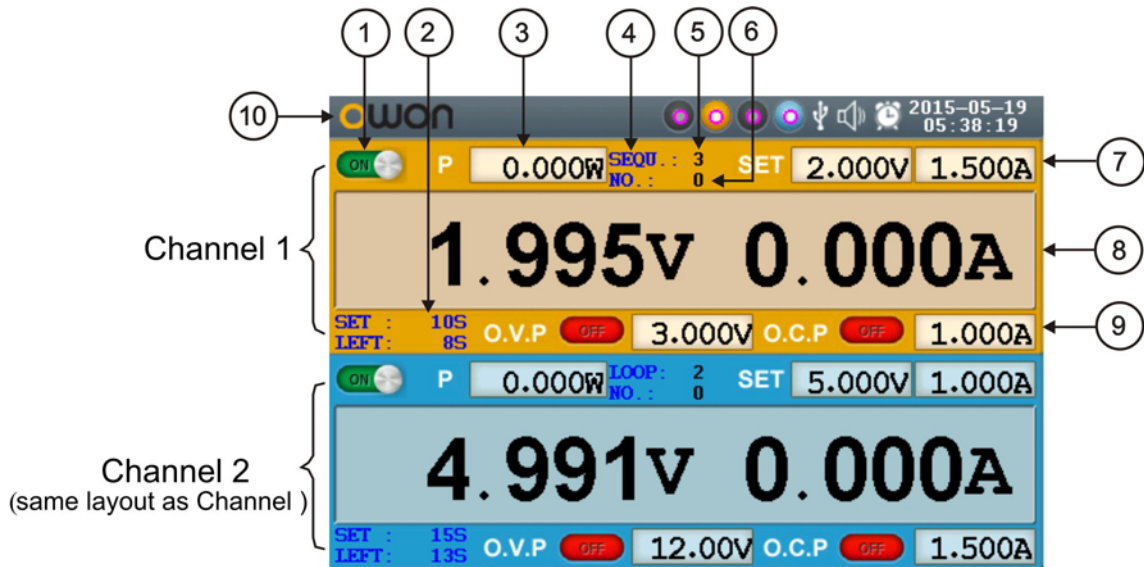 1 2 3 4 5 6
10 owon 2015-05-19
05:38:19
ON P 0.000W SEQU.: 3 SET 2.000V 1.500A 7
NO.: 0
Channel 1 1.995V 0.000A 8
SET : 10S O.V.P OFF 3.000V O.C.P OFF 1.000A 9
LEFT: 8S
ON P 0.000W LOOP: 2 SET 5.000V 1.000A
NO.: 0
Channel 2 4.991V 0.000A
(same layout as Channel )
SET : 15S O.V.P OFF 12.00V O.C.P OFF 1.500A
LEFT: 13S